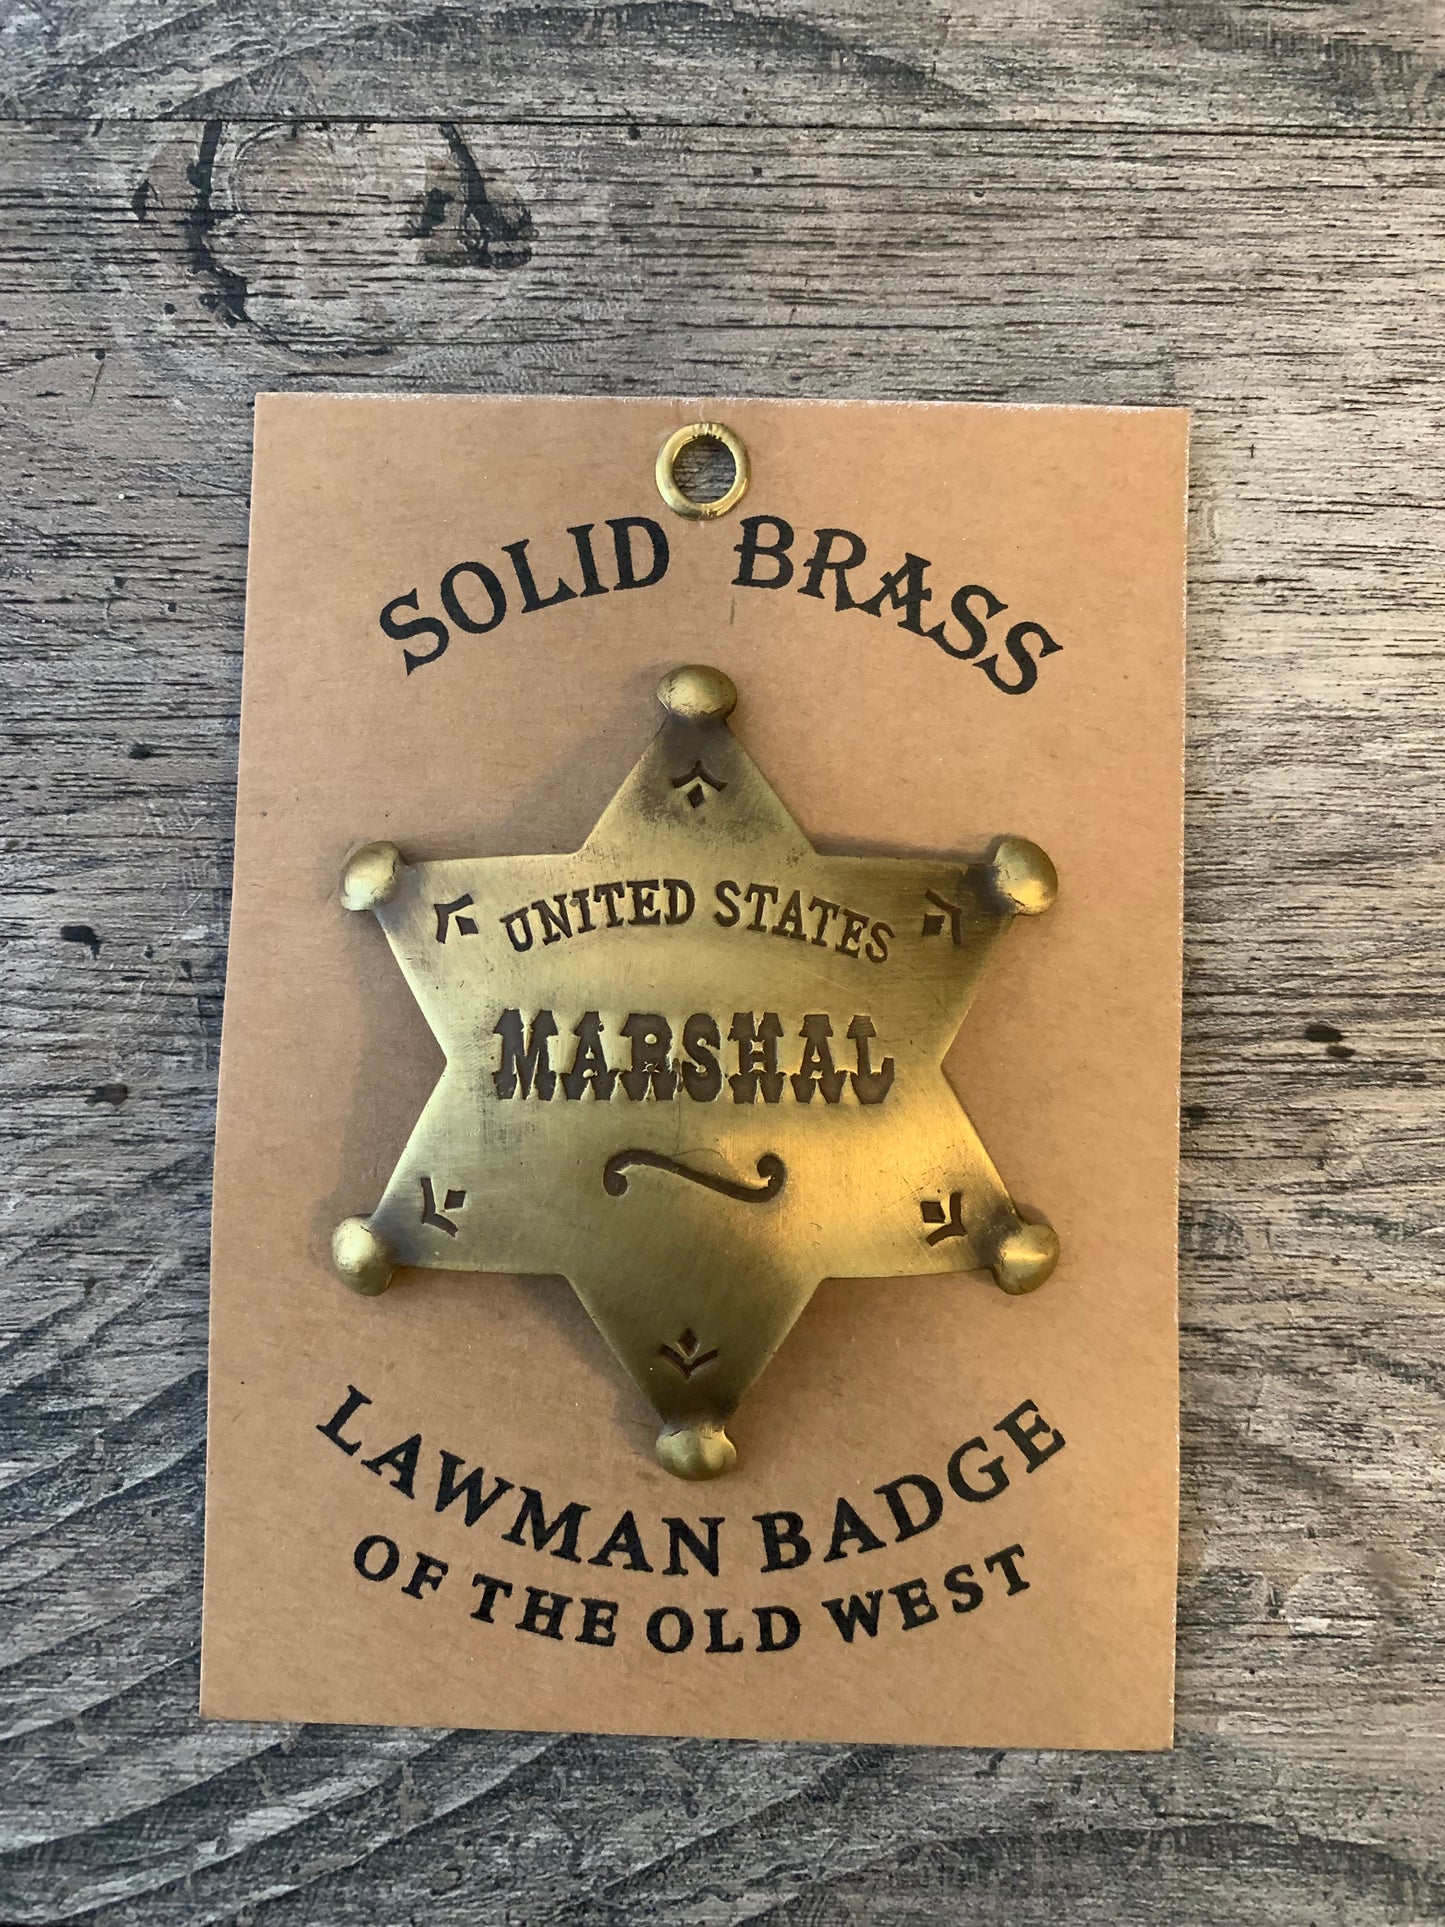 SOLID BRASS
UNITED STATES
MARSHAL
LAWMAN BADGE
OF THE OLD WEST